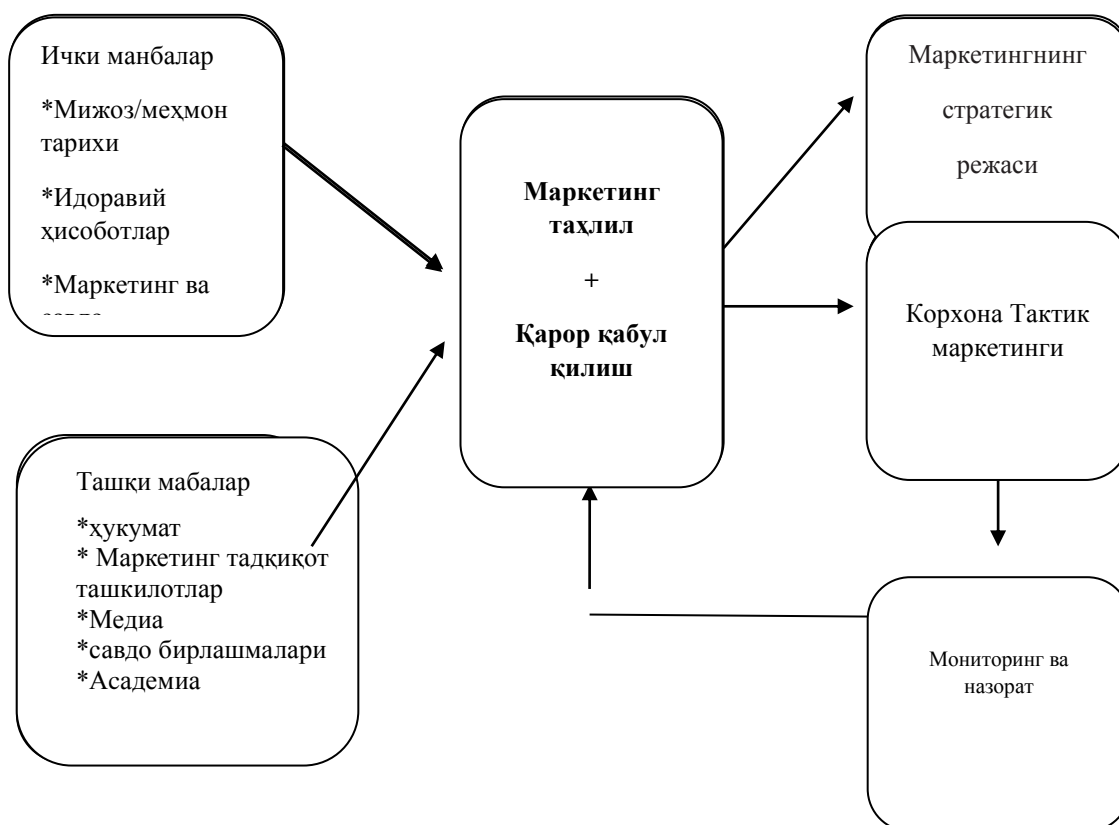 Ички манбалар
*Мижоз/меҳмон
тарихи
*Идоравий
ҳисоботлар
*Маркетинг ва
Ташқи мабалар
*ҳукумат
* Маркетинг тадқиқот
ташкилотлар
*Медиа
*савдо бирлашмалари
*Академиа
Маркетинг
таҳлил
+
Қарор қабул
қилиш
Маркетингнинг
стратегик
режаси
Корхона Тактик
маркетинги
Мониторинг ва
назорат